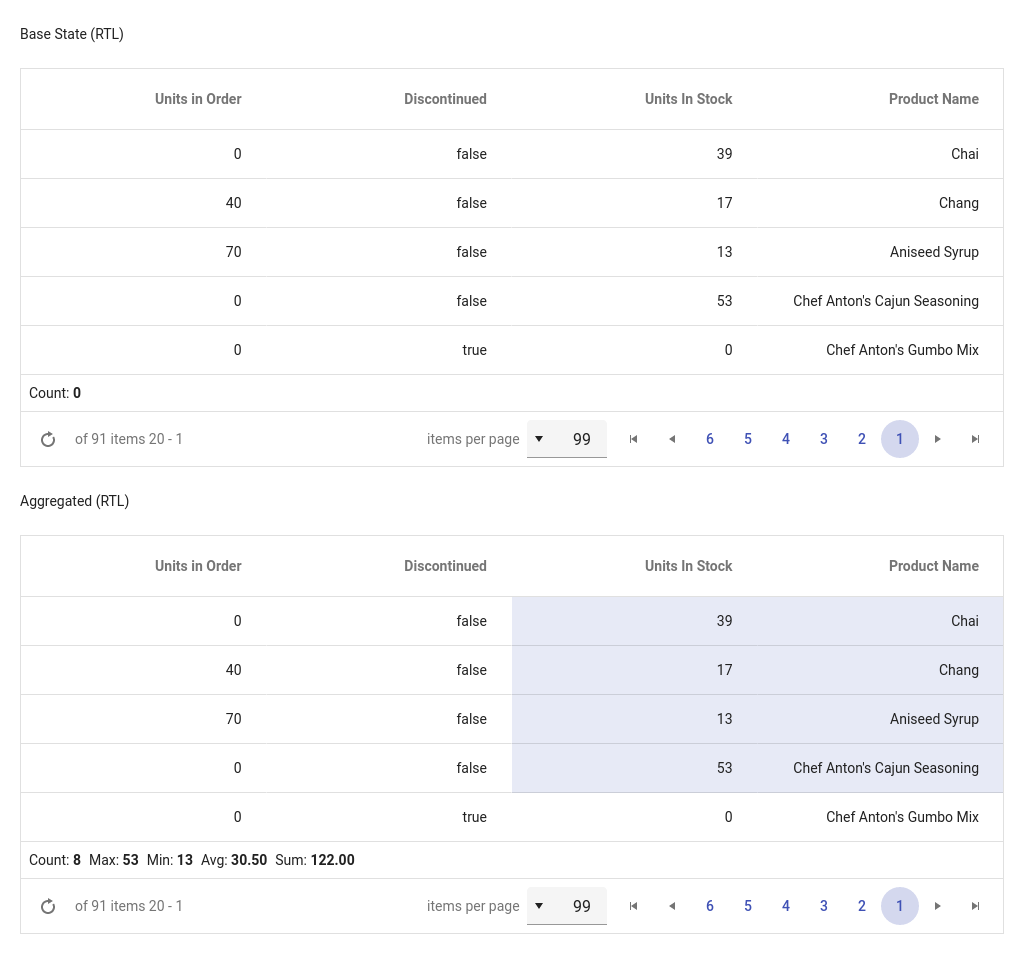 Base State (RTL)
Units in Order Discontinued Units In Stock Product Name
0 false 39 Chai
40 false 17 Chang
70 false 13 Aniseed Syrup
0 false 53 Chef Anton's Cajun Seasoning
0 true 0 Chef Anton's Gumbo Mix
Count: 0
of 91 items 20 - 1 items per page 99 6 5 4 3 2 1
Aggregated (RTL)
Units in Order Discontinued Units In Stock Product Name
0 false 39 Chai
40 false 17 Chang
70 false 13 Aniseed Syrup
0 false 53 Chef Anton's Cajun Seasoning
0 true 0 Chef Anton's Gumbo Mix
Count: 8 Max: 53 Min: 13 Avg: 30.50 Sum: 122.00
of 91 items 20 - 1 items per page 99 6 5 4 3 2 1